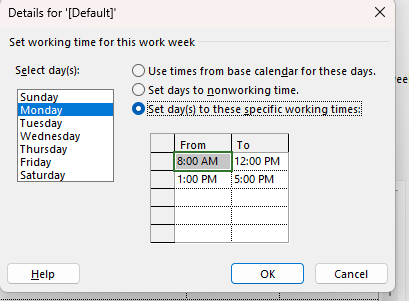 Details for '[Default]'
Set working time for this work week
Select day(s):
Sunday
Monday
Tuesday
Wednesday
Thursday
Friday
Saturday
Use times from base calendar for these days.
Set days to nonworking time.
Set day(s) to these specific working times:
From To
8:00 AM 12:00 PM
1:00 PM 5:00 PM
Help OK Cancel